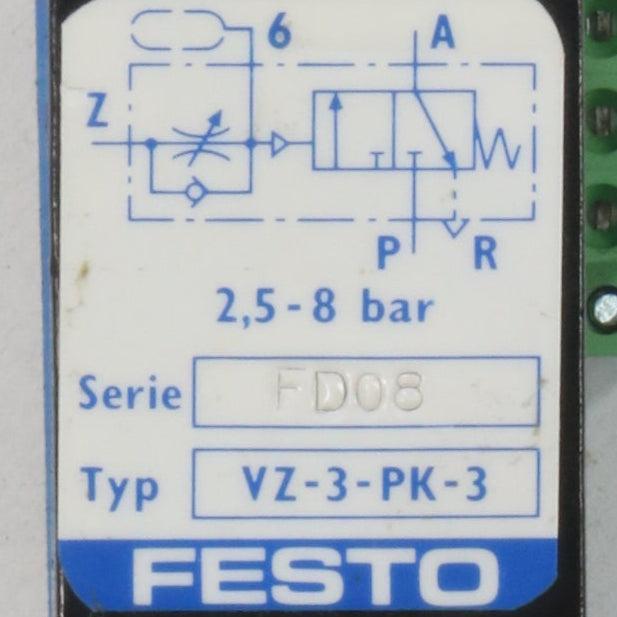 6
A
Z
P
R
2,5-8 bar
Serie FD08
Typ VZ-3-PK-3
FESTO